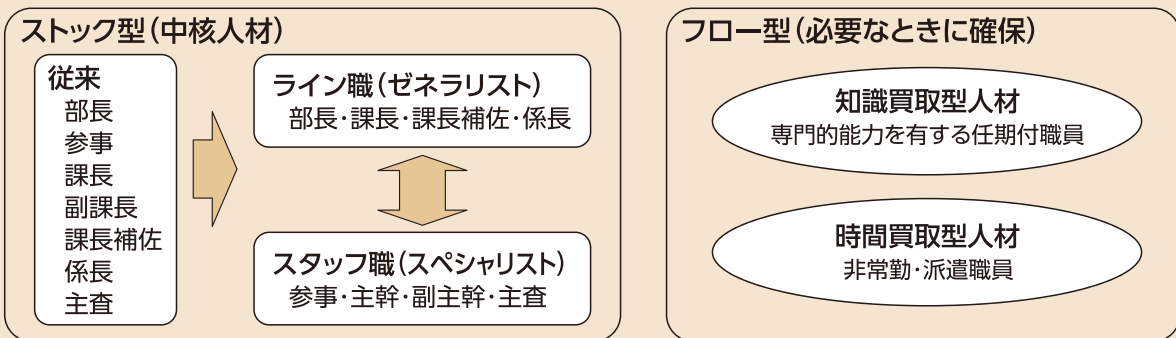 ストック型(中核人材)
従来
部長
参事
課長
副課長
課長補佐
係長
主査
ライン職(ゼネラリスト)
部長・課長・課長補佐・係長
スタッフ職(スペシャリスト)
参事・主幹・副主幹・主査
フロー型(必要なときに確保)
知識買取型人材
専門的能力を有する任期付職員
時間買取型人材
非常勤・派遣職員